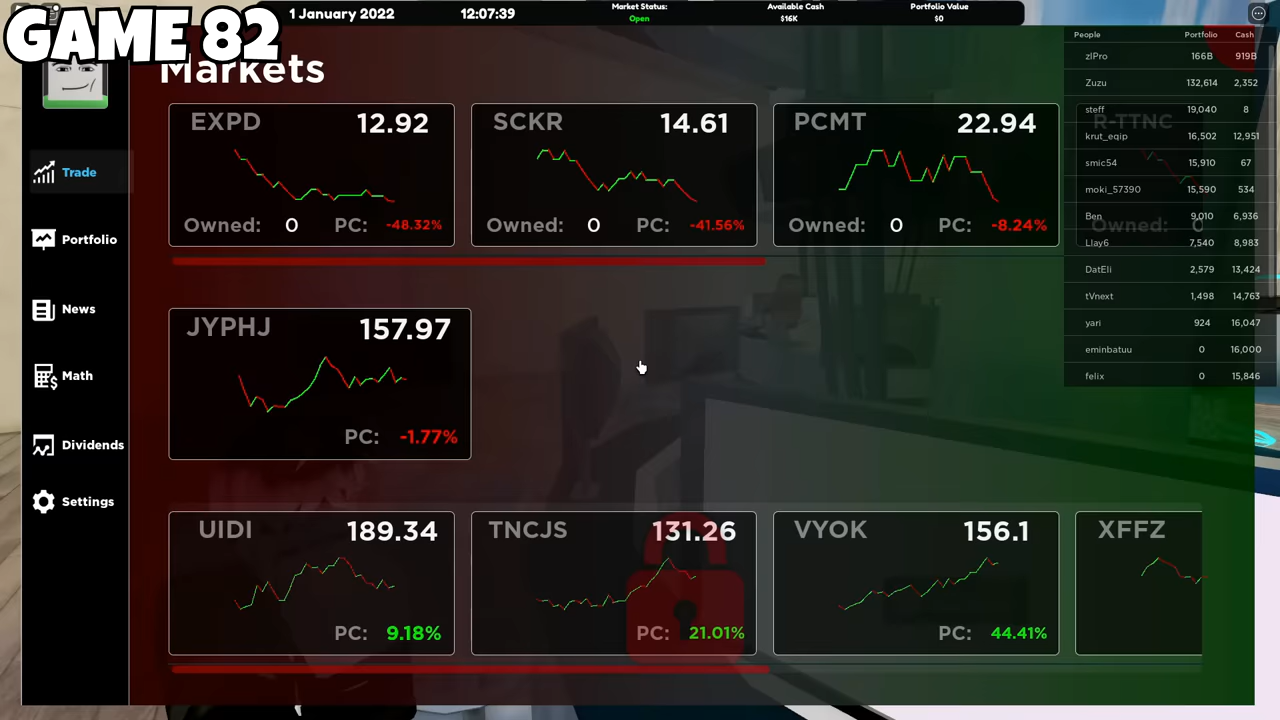 GAME 82
1 January 2022
12:07:39
Market Status:
Open
Available Cash
$16K
Portfolio Value
$0
Markets
Trade
Portfolio
News
Math
Dividends
Settings
EXPD 12.92
Owned: 0 PC: -48.32%
SCKR 14.61
Owned: 0 PC: -41.56%
PCMT 22.94
Owned: 0 PC: -8.24%
R-TTNC
Owned: 0
JYPHJ 157.97
PC: -1.77%
UIDI 189.34
PC: 9.18%
TNCJS 131.26
PC: 21.01%
VYOK 156.1
PC: 44.41%
XFFZ
People Portfolio Cash
zlPro 166B 919B
Zuzu 132,614 2,352
steff 19,040 8
krut_eqip 16,502 12,951
smic54 15,910 67
moki_57390 15,590 534
Ben 9,010 6,936
Llay6 7,540 8,983
DatEli 2,579 13,424
tVnext 1,498 14,763
yari 924 16,047
eminbatuu 0 16,000
felix 0 15,846